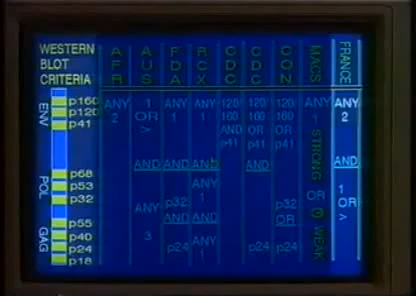 WESTERN
BLOT
CRITERIA
ENV
p160
p120
p41
POL
p68
p53
p32
GAG
p55
p40
p24
p18
AFR
ANY
2
AUS
1
OR
>
AND
ANY
3
FDA
ANY
1
AND
p32
AND
p24
RCX
ANY
1
AND
ANY
1
AND
ANY
1
CDC
120
160
AND
p41
CDC
120
160
OR
p41
AND
p24
CON
120
160
OR
p41
p32
OR
p24
MACS
ANY
1
STRONG
OR
WEAK
FRANCE
ANY
2
AND
1
OR
>